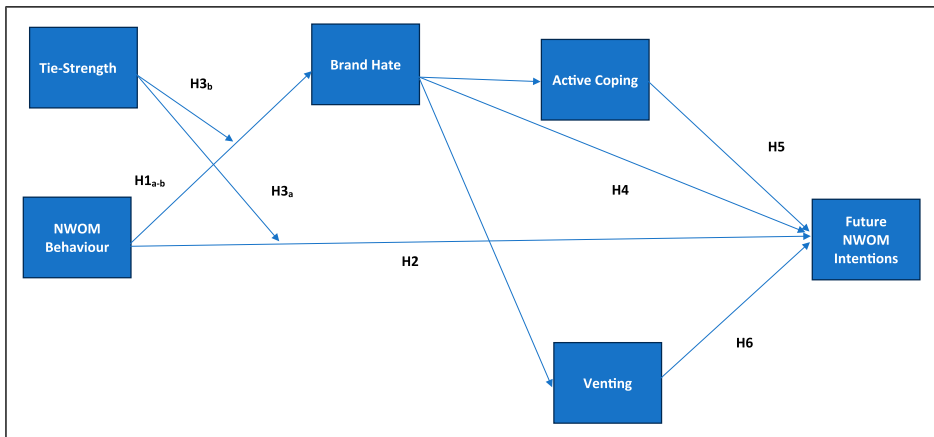 Tie-Strength
H3b
Brand Hate
Active Coping
H1a-b
H3a
H5
H4
NWOM
Behaviour
Future
NWOM
Intentions
H2
H6
Venting